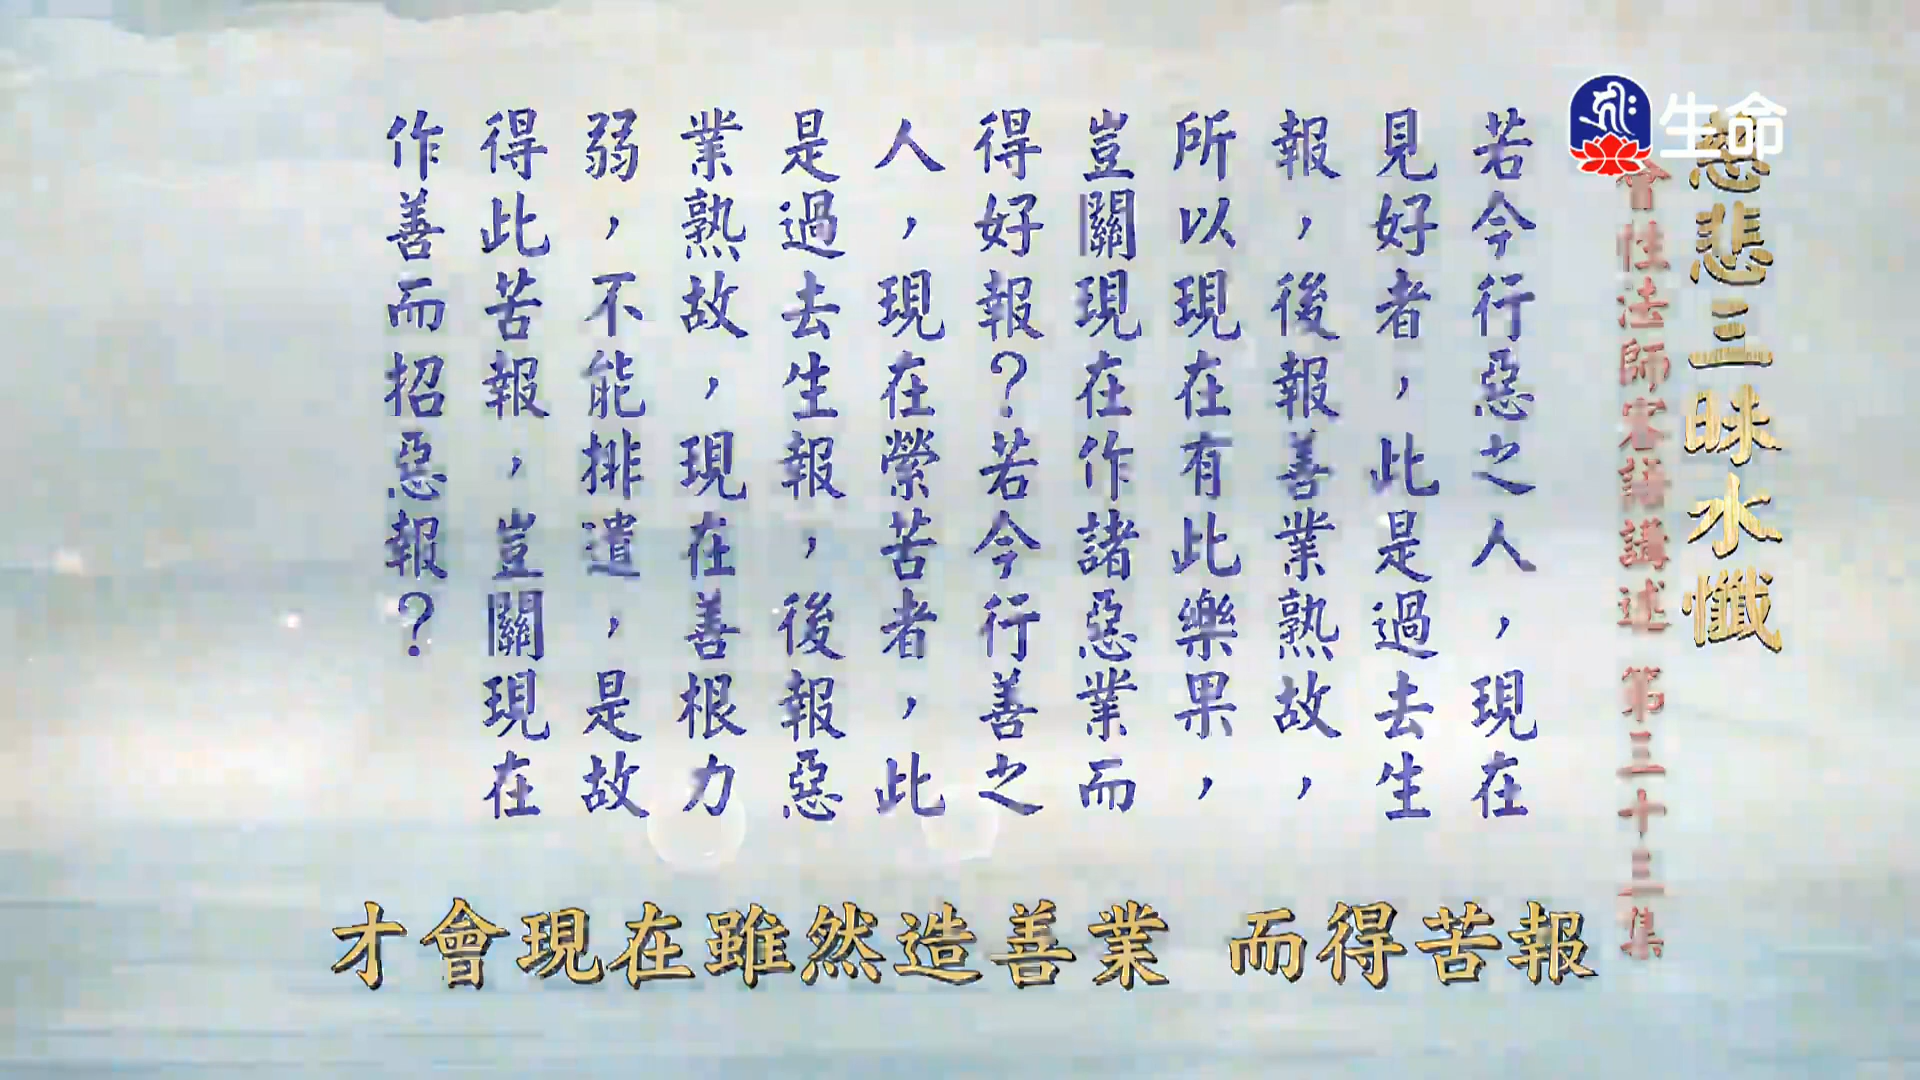 生命
慈悲三昧水懺
會性法師客語講述 第三十三集
若今行惡之人，現在
見好者，此是過去生
報，後報善業熟故，
所以現在有此樂果，
豈關現在作諸惡業而
得好報？若今行善之
人，現在縈苦者，此
是過去生報，後報惡
業熟故，現在善根力
弱，不能排遣，是故
得此苦報，豈關現在
作善而招惡報？
才會現在雖然造善業 而得苦報